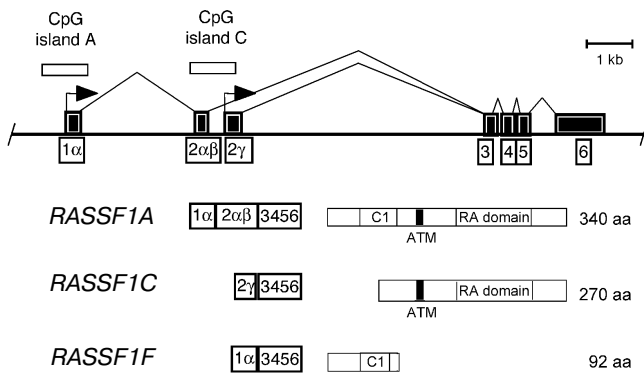 CpG
island A
CpG
island C
1 kb
1α
2αβ
2γ
3
4
5
6
RASSF1A
1α 2αβ 3456
C1 RA domain
340 aa
ATM
RASSF1C
2γ 3456
RA domain
270 aa
ATM
RASSF1F
1α 3456
C1
92 aa